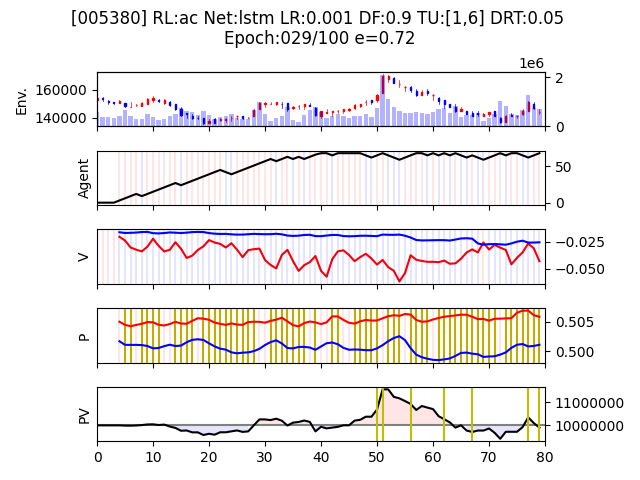 [005380] RL:ac Net:lstm LR:0.001 DF:0.9 TU:[1,6] DRT:0.05
Epoch:029/100 e=0.72
1e6
Env.
160000
140000
2
0
Agent
50
0
V
−0.025
−0.050
P
0.505
0.500
PV
11000000
10000000
0 10 20 30 40 50 60 70 80